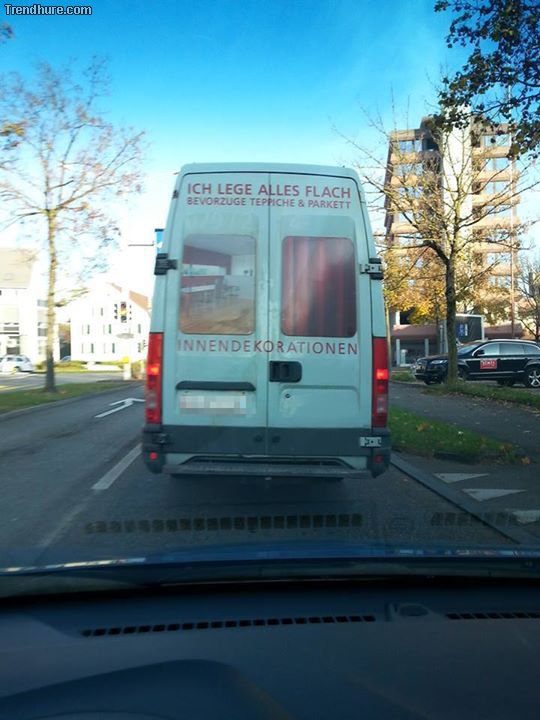 Trendhure.com
ICH LEGE ALLES FLACH
BEVORZUGE TEPPICHE & PARKETT
INNENDEKORATIONEN